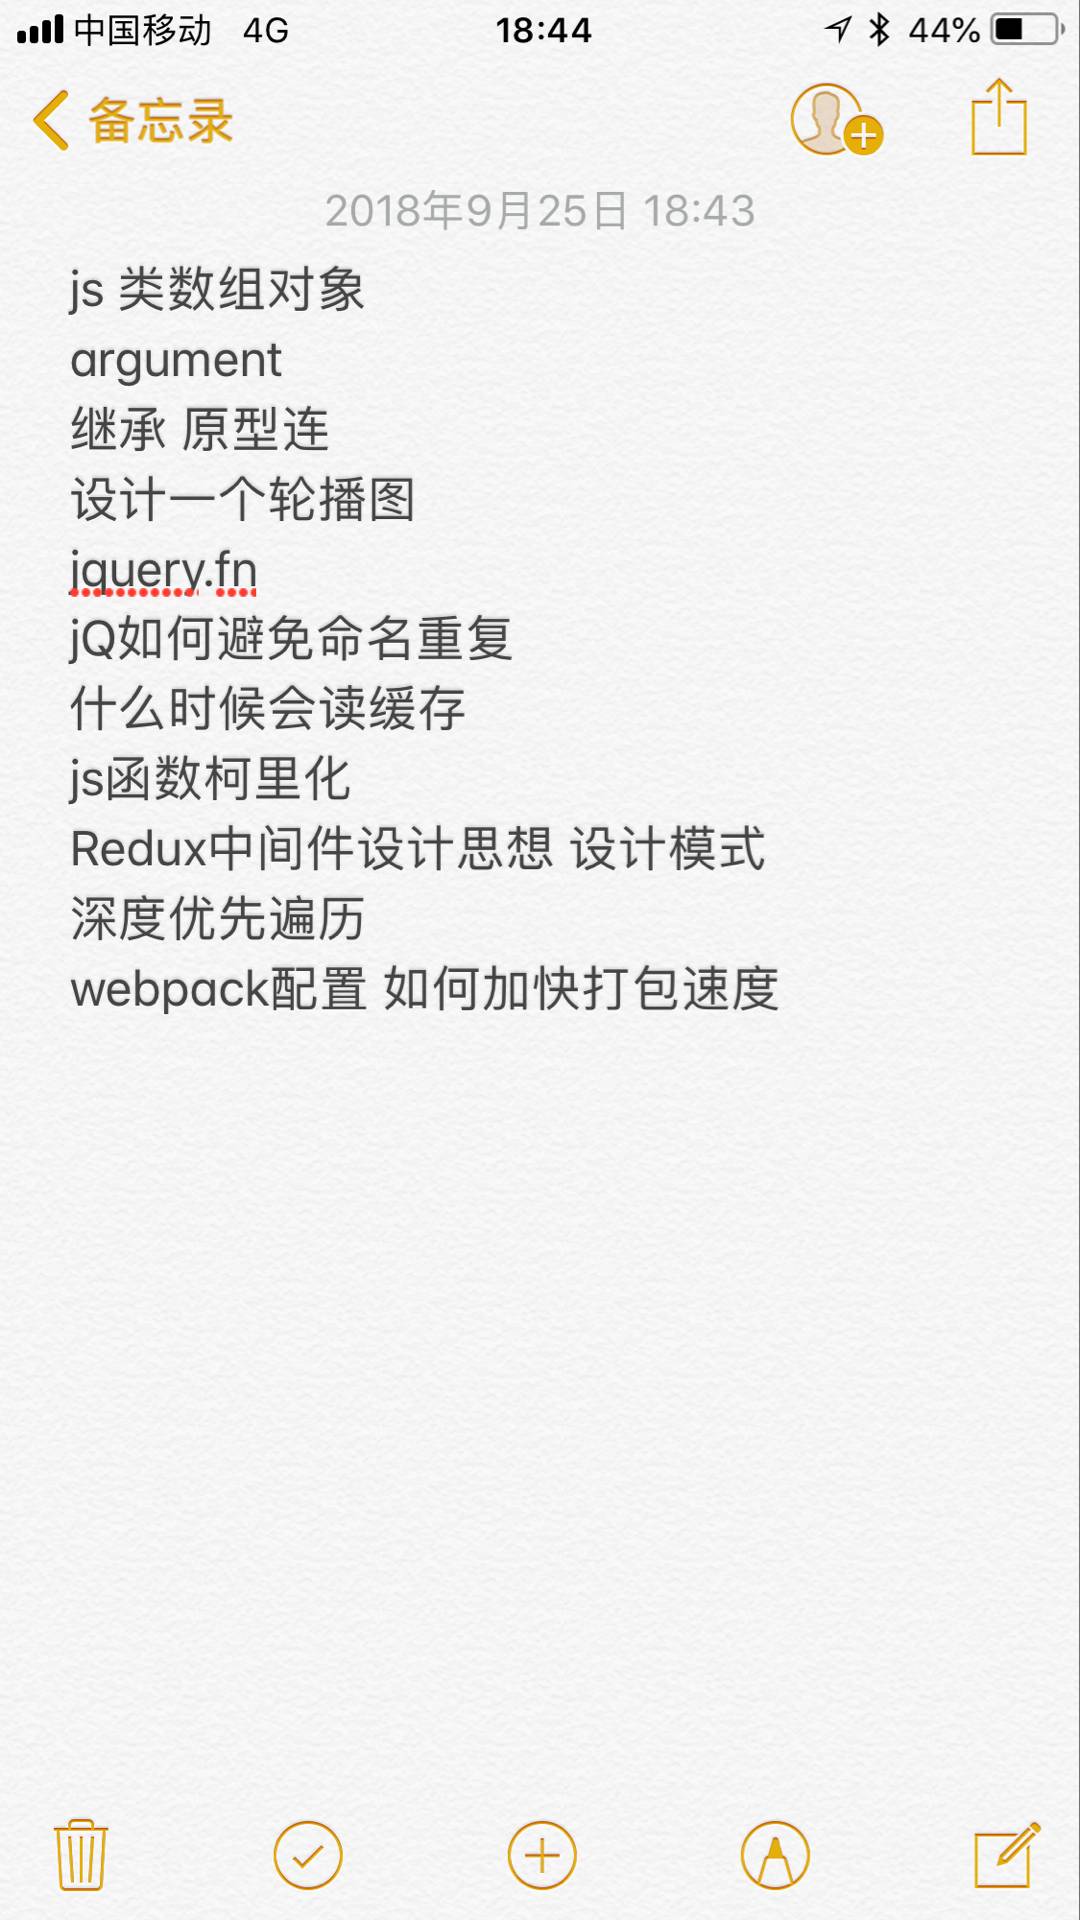 中国移动 4G 18:44 44%
备忘录
2018年9月25日 18:43
js 类数组对象
argument
继承 原型连
设计一个轮播图
jquery.fn
jQ如何避免命名重复
什么时候会读缓存
js函数柯里化
Redux中间件设计思想 设计模式
深度优先遍历
webpack配置 如何加快打包速度